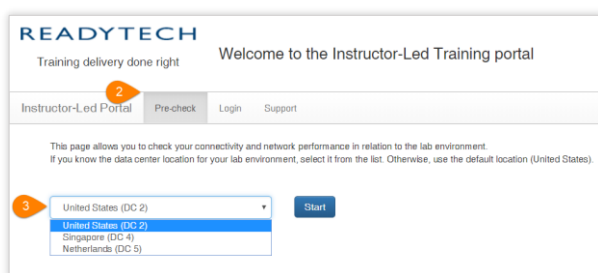 READYTECH
Training delivery done right
Welcome to the Instructor-Led Training portal
2
Instructor-Led Portal Pre-check Login Support
This page allows you to check your connectivity and network performance in relation to the lab environment.
If you know the data center location for your lab environment, select it from the list. Otherwise, use the default location (United States).
3
United States (DC 2) Start
United States (DC 2)
Singapore (DC 4)
Netherlands (DC 5)